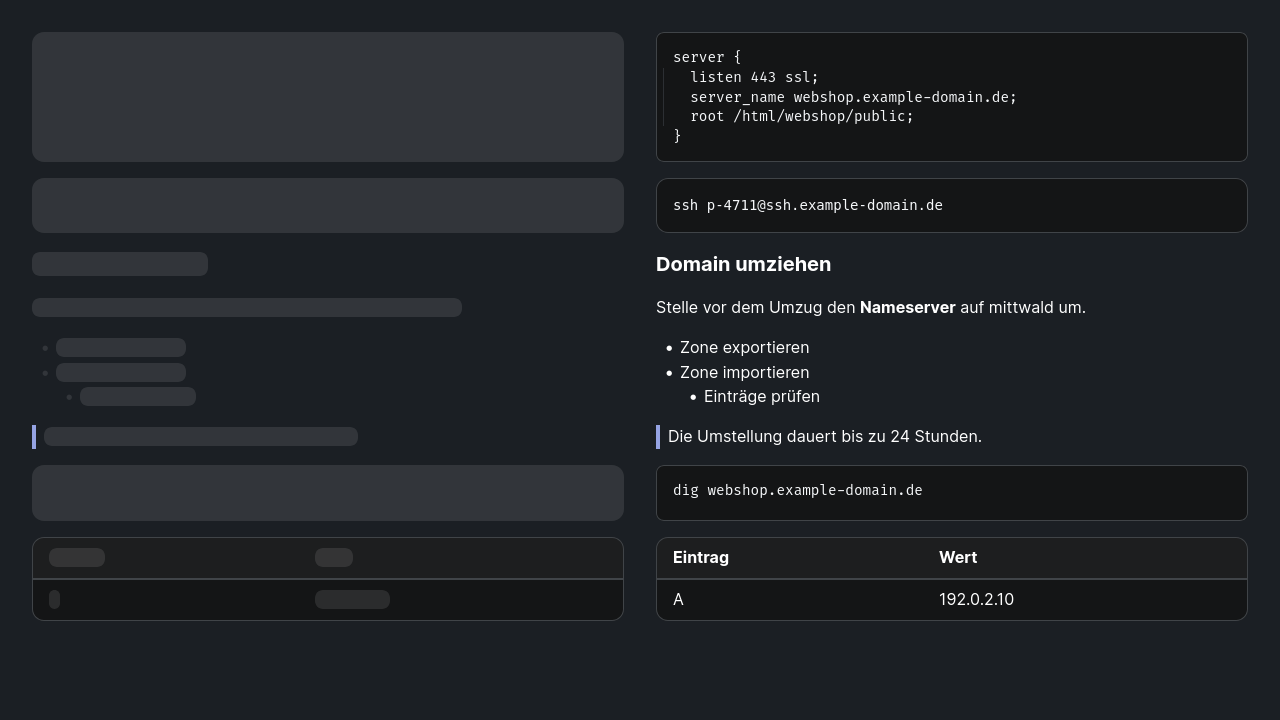 server {
  listen 443 ssl;
  server_name webshop.example-domain.de;
  root /html/webshop/public;
}
ssh p-4711@ssh.example-domain.de
Domain umziehen
Stelle vor dem Umzug den Nameserver auf mittwald um.
• Zone exportieren
• Zone importieren
• Einträge prüfen
Die Umstellung dauert bis zu 24 Stunden.
dig webshop.example-domain.de
Eintrag Wert
A 192.0.2.10